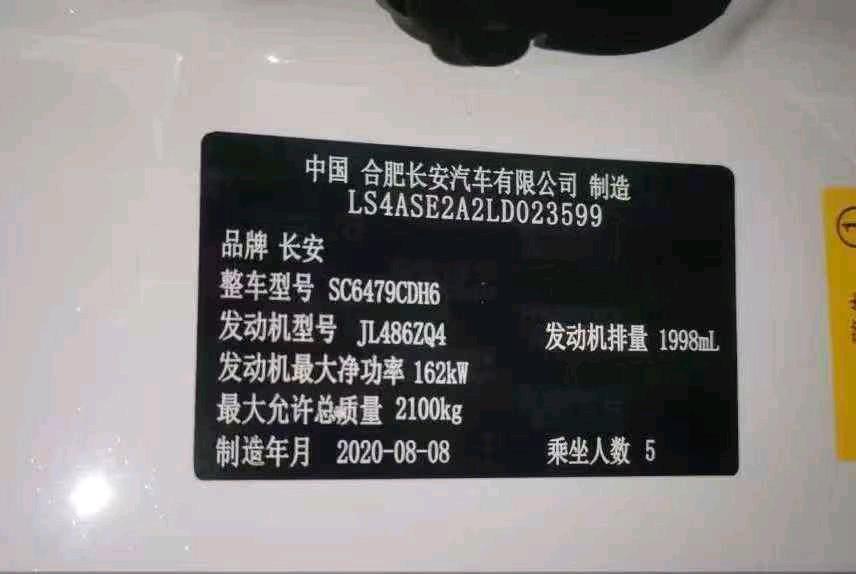 中国 合肥长安汽车有限公司 制造
LS4ASE2A2LD023599
品牌 长安
整车型号 SC6479CDH6
发动机型号 JL486ZQ4 发动机排量 1998mL
发动机最大净功率 162kW
最大允许总质量 2100kg
制造年月 2020-08-08 乘坐人数 5